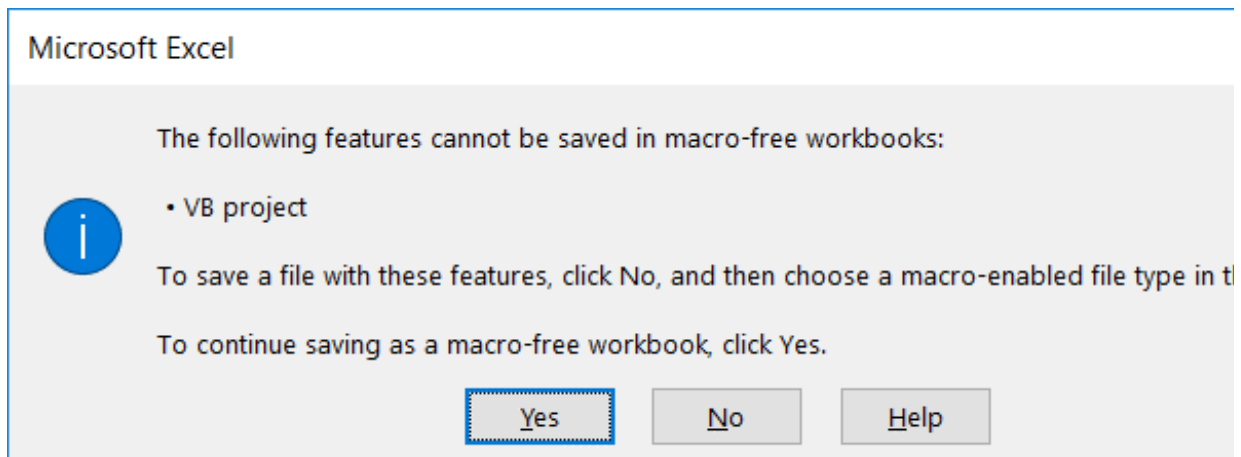 Microsoft Excel
The following features cannot be saved in macro-free workbooks:
• VB project
To save a file with these features, click No, and then choose a macro-enabled file type in
To continue saving as a macro-free workbook, click Yes.
Yes No Help